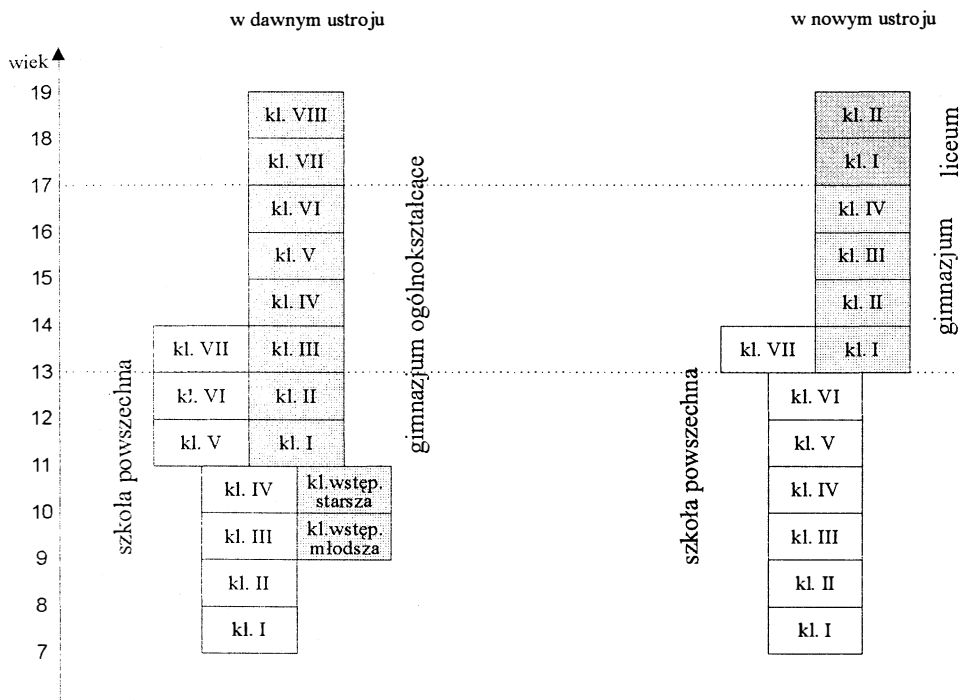 w dawnym ustroju
w nowym ustroju
wiek
19
18
17
16
15
14
13
12
11
10
9
8
7
kl. VIII
kl. VII
kl. VI
kl. V
kl. IV
kl. VII
kl. III
kl. VI
kl. II
kl. V
kl. I
kl. IV
kl.wstęp.
starsza
kl. III
kl.wstęp.
młodsza
kl. II
kl. I
szkoła powszechna
gimnazjum ogólnokształcące
kl. II
kl. I
kl. IV
kl. III
kl. II
kl. VII
kl. I
kl. VI
kl. V
kl. IV
kl. III
kl. II
kl. I
szkoła powszechna
gimnazjum
liceum